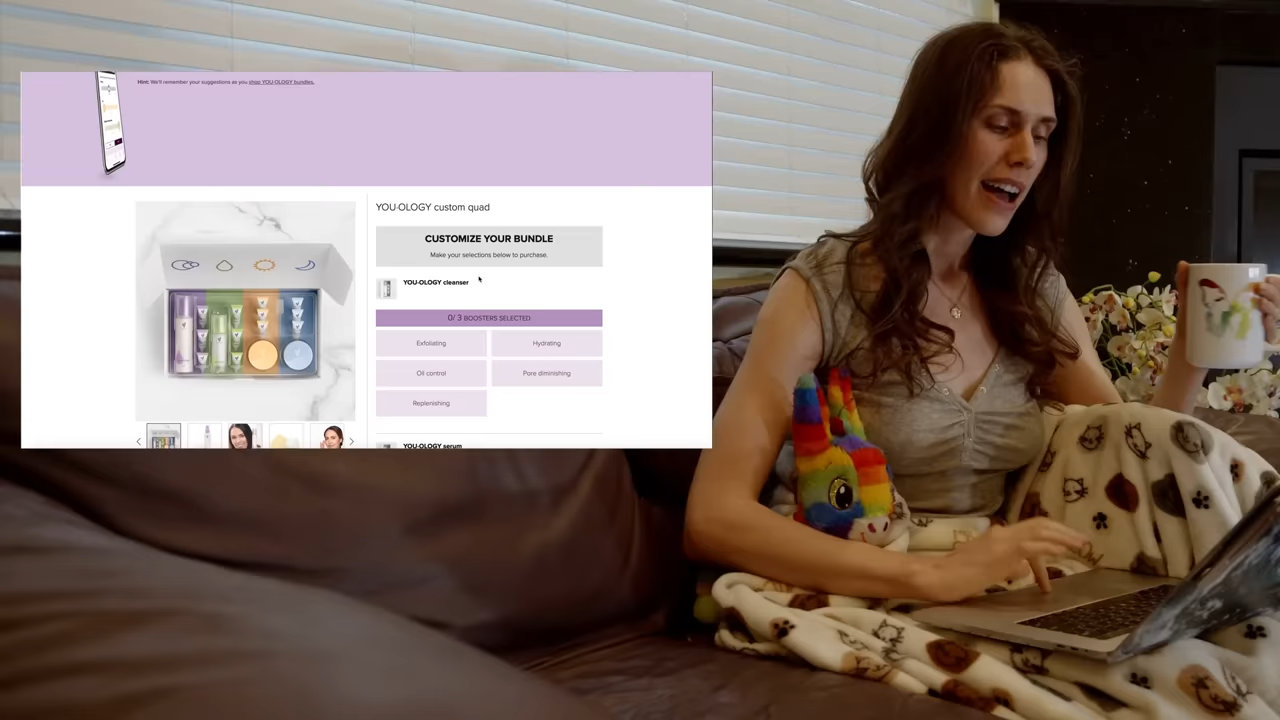 Hint: We'll remember your suggestions as you shop YOU·OLOGY bundles.
YOU·OLOGY custom quad
CUSTOMIZE YOUR BUNDLE
Make your selections below to purchase.
YOU·OLOGY cleanser
0/ 3 BOOSTERS SELECTED
Exfoliating
Hydrating
Oil control
Pore diminishing
Replenishing
YOU·OLOGY serum